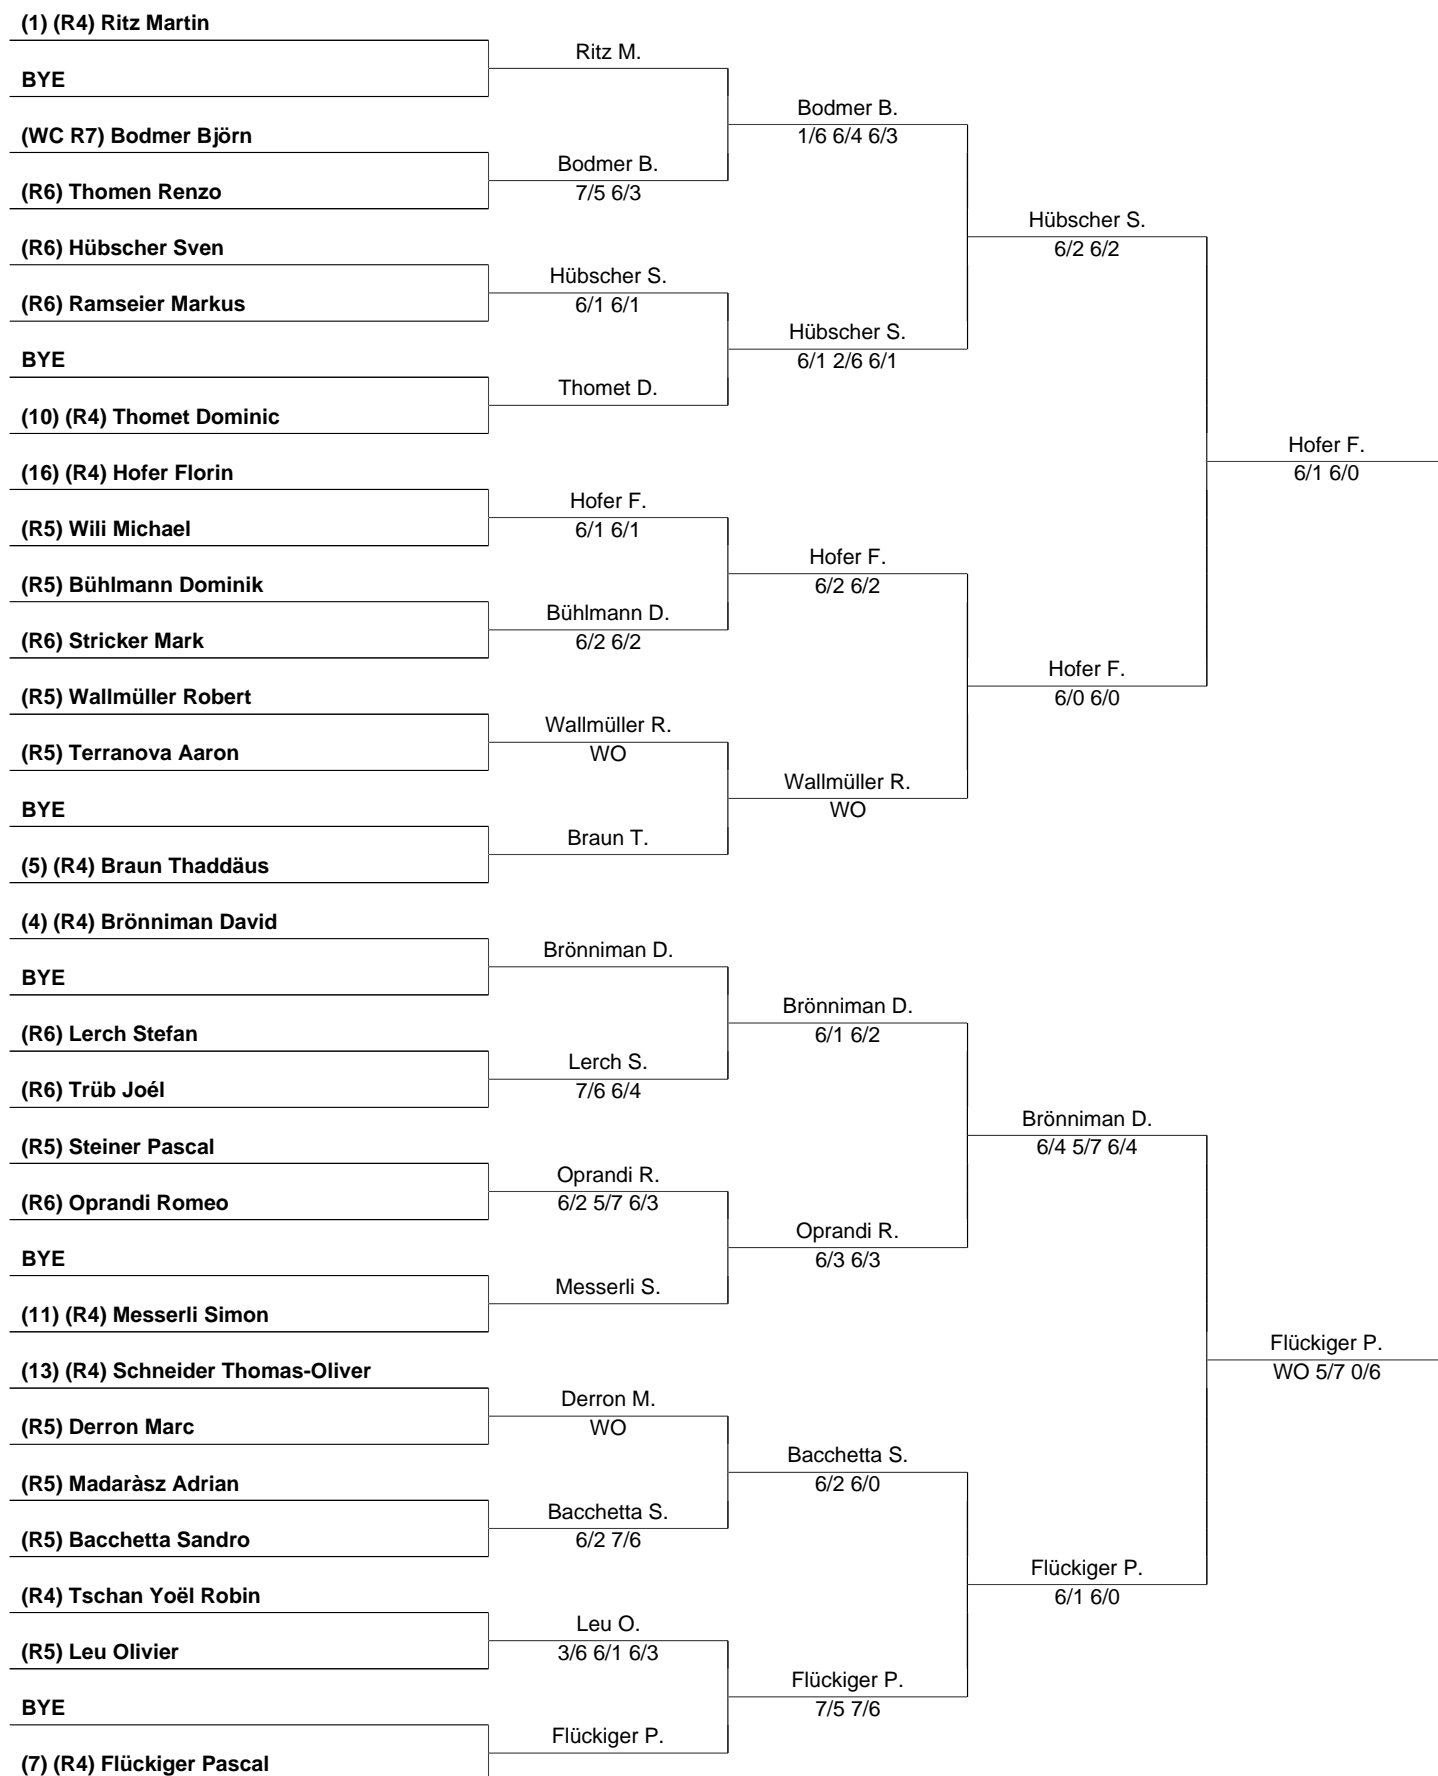 (1) (R4) Ritz Martin
BYE
(WC R7) Bodmer Björn
(R6) Thomen Renzo
(R6) Hübscher Sven
(R6) Ramseier Markus
BYE
(10) (R4) Thomet Dominic
(16) (R4) Hofer Florin
(R5) Wili Michael
(R5) Bühlmann Dominik
(R6) Stricker Mark
(R5) Wallmüller Robert
(R5) Terranova Aaron
BYE
(5) (R4) Braun Thaddäus
(4) (R4) Brönniman David
BYE
(R6) Lerch Stefan
(R6) Trüb Joél
(R5) Steiner Pascal
(R6) Oprandi Romeo
BYE
(11) (R4) Messerli Simon
(13) (R4) Schneider Thomas-Oliver
(R5) Derron Marc
(R5) Madaràsz Adrian
(R5) Bacchetta Sandro
(R4) Tschan Yoël Robin
(R5) Leu Olivier
BYE
(7) (R4) Flückiger Pascal
Ritz M.
Bodmer B.
7/5 6/3
Hübscher S.
6/1 6/1
Thomet D.
Hofer F.
6/1 6/1
Bühlmann D.
6/2 6/2
Wallmüller R.
WO
Braun T.
Brönniman D.
Lerch S.
7/6 6/4
Oprandi R.
6/2 5/7 6/3
Messerli S.
Derron M.
WO
Bacchetta S.
6/2 7/6
Leu O.
3/6 6/1 6/3
Flückiger P.
Bodmer B.
1/6 6/4 6/3
Hübscher S.
6/1 2/6 6/1
Hofer F.
6/2 6/2
Wallmüller R.
WO
Brönniman D.
6/1 6/2
Oprandi R.
6/3 6/3
Bacchetta S.
6/2 6/0
Flückiger P.
7/5 7/6
Hübscher S.
6/2 6/2
Hofer F.
6/0 6/0
Brönniman D.
6/4 5/7 6/4
Flückiger P.
6/1 6/0
Hofer F.
6/1 6/0
Flückiger P.
WO 5/7 0/6